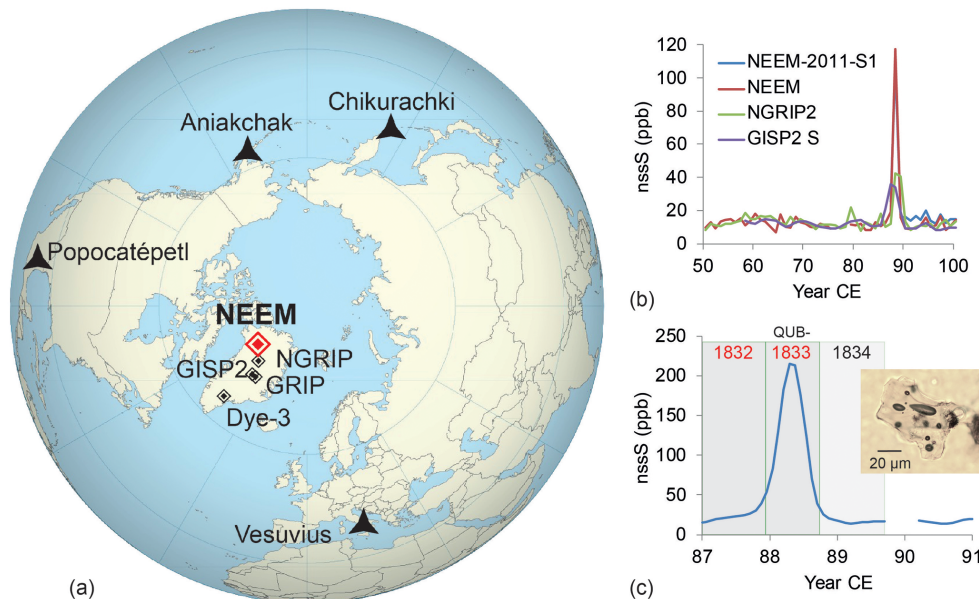 Chikurachki
Aniakchak
Popocatépetl
NEEM
NGRIP
GISP2
GRIP
Dye-3
Vesuvius
(a)
nssS (ppb)
120
100
80
60
40
20
0
NEEM-2011-S1
NEEM
NGRIP2
GISP2 S
50 60 70 80 90 100
Year CE
(b)
QUB-
1832 1833 1834
nssS (ppb)
250
200
150
100
50
0
20 µm
87 88 89 90 91
Year CE
(c)